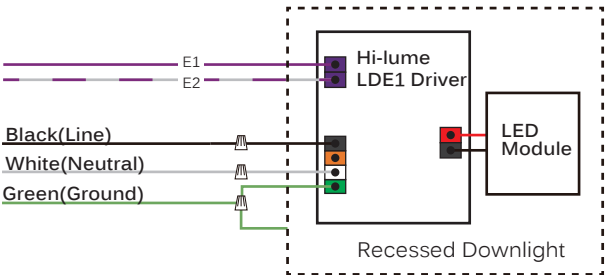 E1
E2
Hi-lume
LDE1 Driver
Black(Line)
White(Neutral)
Green(Ground)
LED
Module
Recessed Downlight